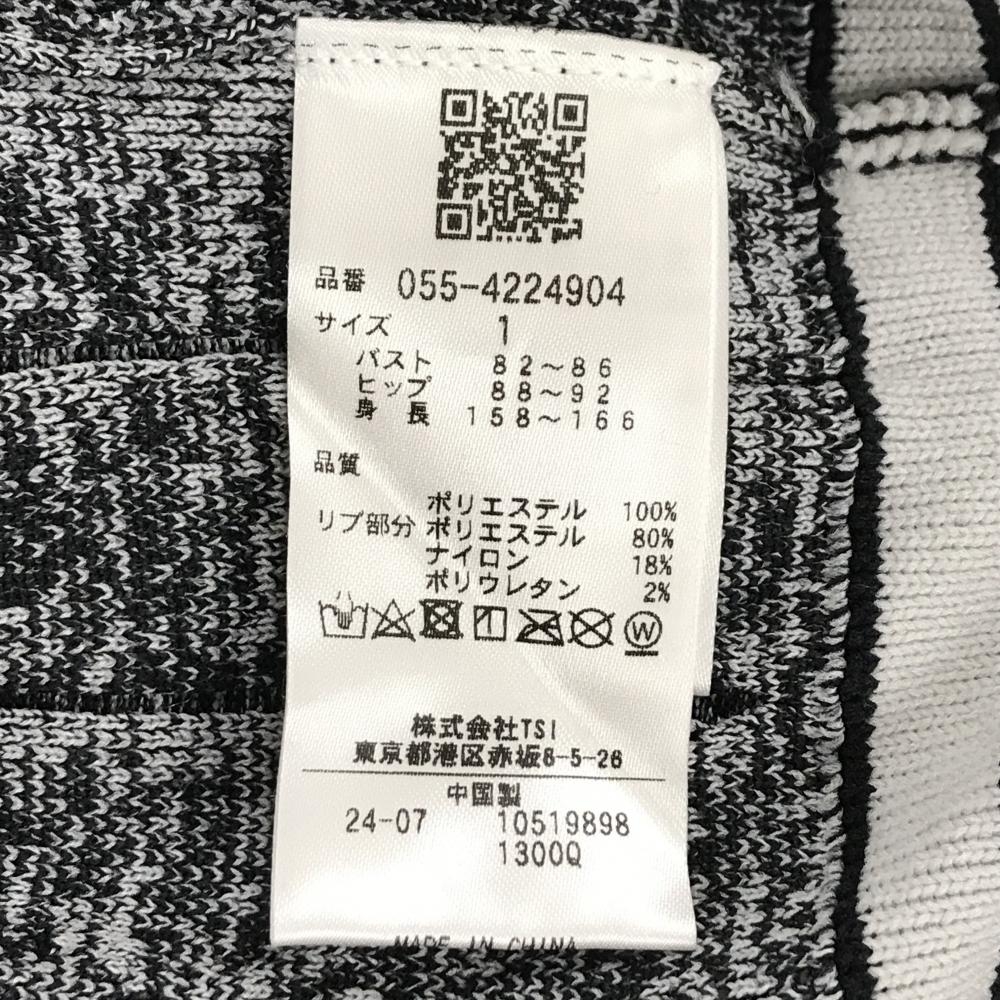 品番 055-4224904
サイズ 1
バスト 82～86
ヒップ 88～92
身長 158～166
品質
ポリエステル 100%
リブ部分 ポリエステル 80%
ナイロン 18%
ポリウレタン 2%
W
株式会社TSI
東京都港区赤坂8-5-26
中国製
24-07 10519898
1300Q
MADE IN CHINA